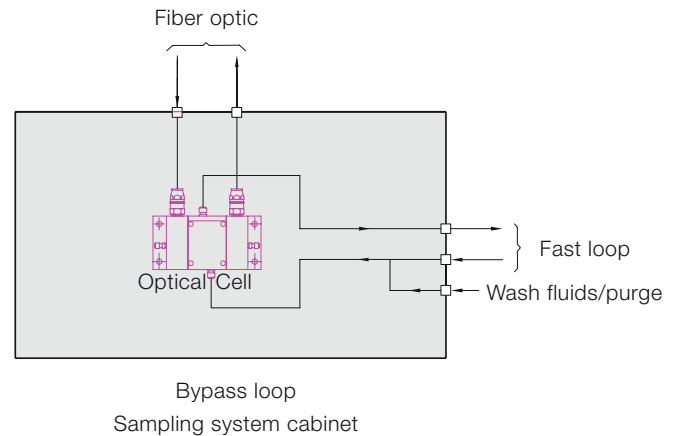 Fiber optic
Fast loop
Optical Cell
Wash fluids/purge
Bypass loop
Sampling system cabinet